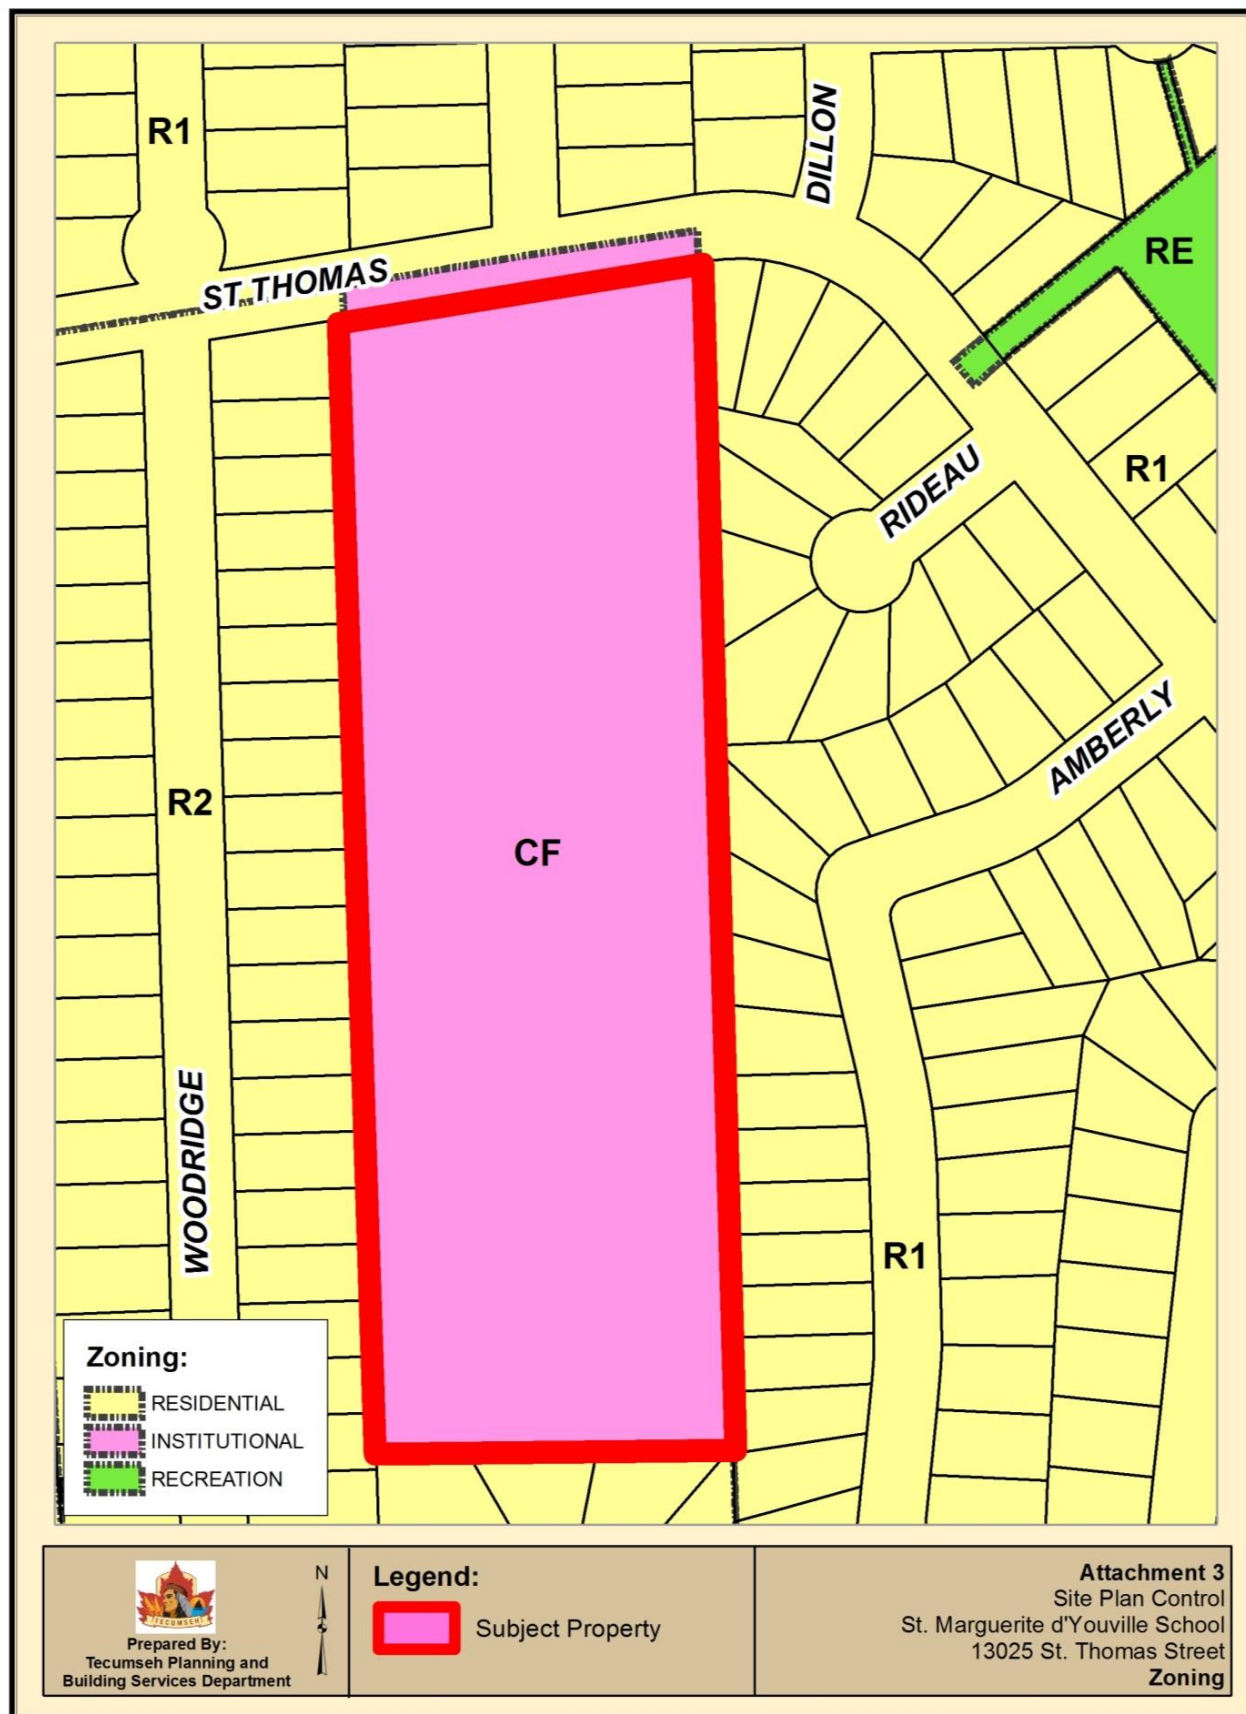 R1
DILLON
RE
ST THOMAS
R1
RIDEAU
AMBERLY
R2
CF
WOODRIDGE
R1
Zoning:
RESIDENTIAL
INSTITUTIONAL
RECREATION
TECUMSEH
Prepared By:
Tecumseh Planning and
Building Services Department
N
Legend:
Subject Property
Attachment 3
Site Plan Control
St. Marguerite d'Youville School
13025 St. Thomas Street
Zoning